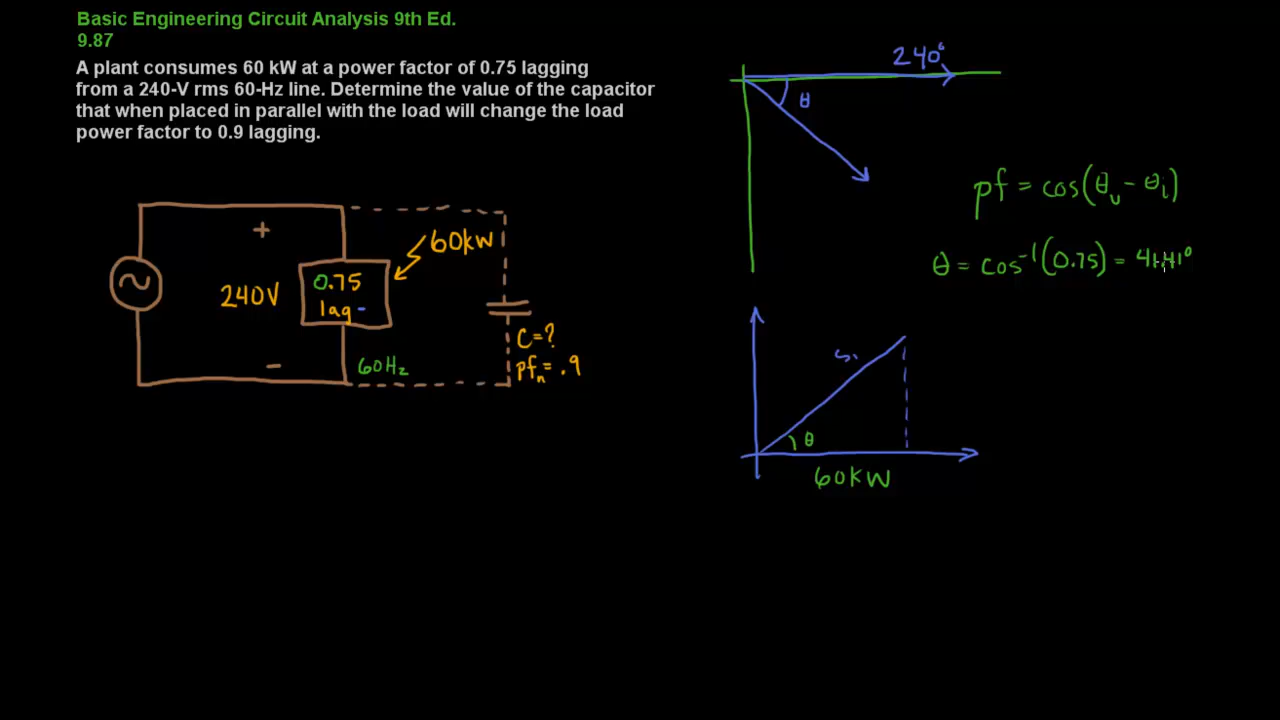 Basic Engineering Circuit Analysis 9th Ed.
9.87
A plant consumes 60 kW at a power factor of 0.75 lagging
from a 240-V rms 60-Hz line. Determine the value of the capacitor
that when placed in parallel with the load will change the load
power factor to 0.9 lagging.
240°
θ
pf = cos(θv - θi)
θ = cos⁻¹(0.75) = 41.41°
+
60kW
240V
0.75
lag
-
60Hz
C=?
pfn= .9
S1
θ
60kW